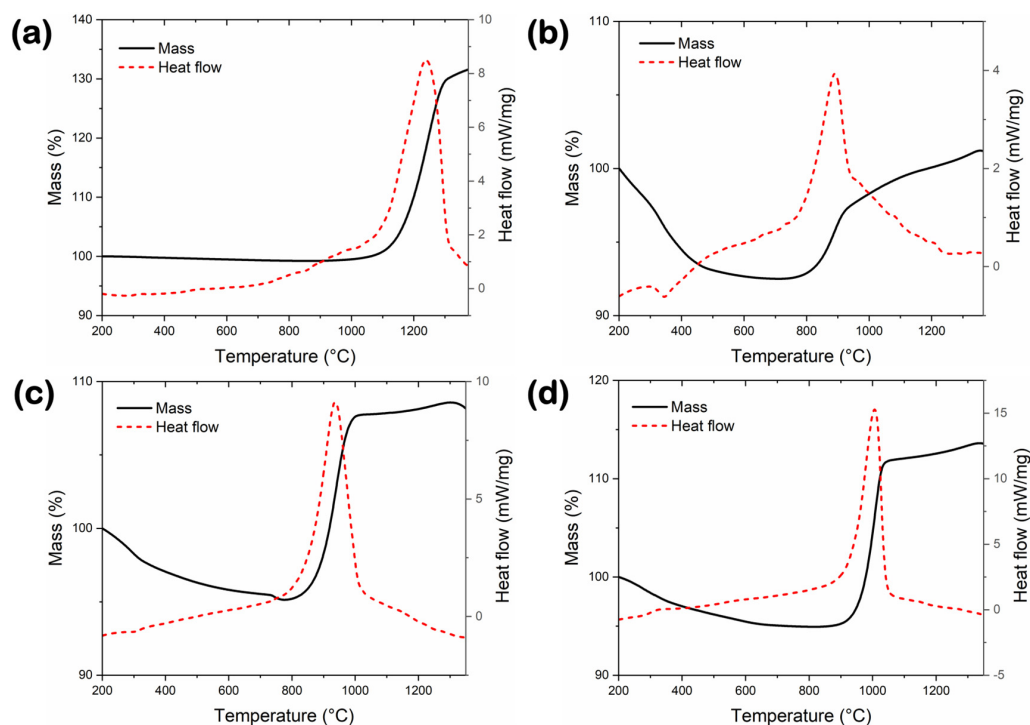 (a)
140
130
120
110
100
90
Mass (%)
10
8
6
4
2
0
Heat flow (mW/mg)
Mass
Heat flow
200 400 600 800 1000 1200
Temperature (°C)
(b)
110
105
100
95
90
Mass (%)
4
2
0
Heat flow (mW/mg)
Mass
Heat flow
200 400 600 800 1000 1200
Temperature (°C)
(c)
110
100
90
Mass (%)
10
5
0
Heat flow (mW/mg)
Mass
Heat flow
200 400 600 800 1000 1200
Temperature (°C)
(d)
120
110
100
90
Mass (%)
15
10
5
0
-5
Heat flow (mW/mg)
Mass
Heat flow
200 400 600 800 1000 1200
Temperature (°C)